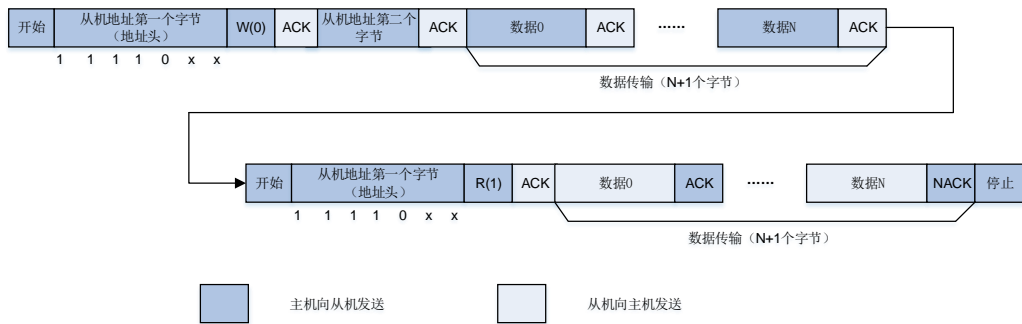 开始 从机地址第一个字节（地址头） W(0) ACK 从机地址第二个字节 ACK 数据0 ACK ······ 数据N ACK
1 1 1 1 0 x x
数据传输（N+1个字节）
开始 从机地址第一个字节（地址头） R(1) ACK 数据0 ACK ······ 数据N NACK 停止
1 1 1 1 0 x x
数据传输（N+1个字节）
主机向从机发送 从机向主机发送